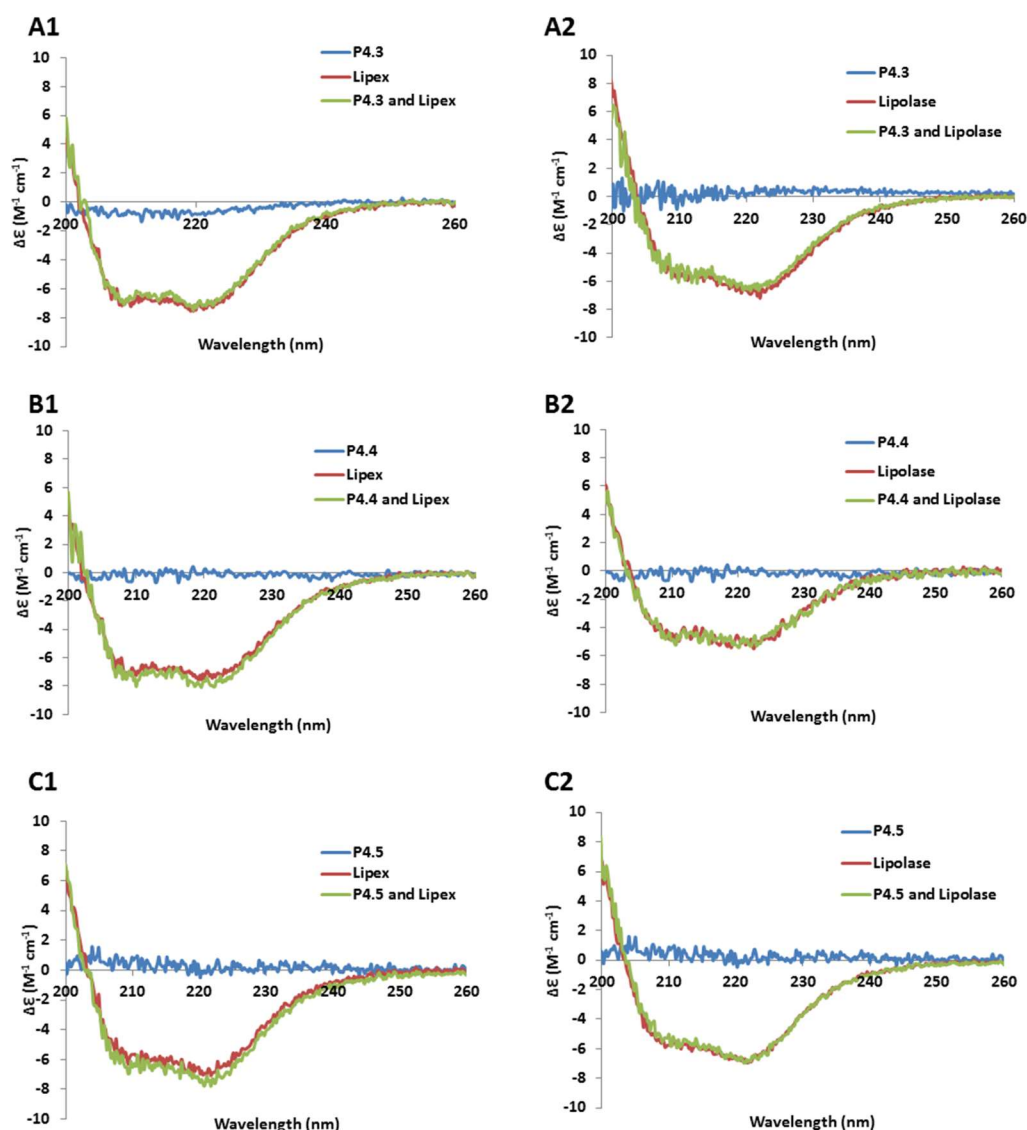 A1
P4.3
Lipex
P4.3 and Lipex
10
8
6
4
2
0
-2
-4
-6
-8
-10
200
220
240
260
Δε (M-1 cm-1)
Wavelength (nm)
A2
P4.3
Lipolase
P4.3 and Lipolase
10
8
6
4
2
0
-2
-4
-6
-8
-10
200
210
220
230
240
250
260
Δε (M-1 cm-1)
Wavelength (nm)
B1
P4.4
Lipex
P4.4 and Lipex
10
8
6
4
2
0
-2
-4
-6
-8
-10
200
210
220
230
240
250
260
Δε (M-1 cm-1)
Wavelength (nm)
B2
P4.4
Lipolase
P4.4 and Lipolase
10
8
6
4
2
0
-2
-4
-6
-8
-10
200
210
220
230
240
250
260
Δε (M-1 cm-1)
Wavelength (nm)
C1
P4.5
Lipex
P4.5 and Lipex
10
8
6
4
2
0
-2
-4
-6
-8
-10
200
210
220
230
240
250
260
Δε (M-1 cm-1)
Wavelength (nm)
C2
P4.5
Lipolase
P4.5 and Lipolase
10
8
6
4
2
0
-2
-4
-6
-8
-10
200
210
220
230
240
250
260
Δε (M-1 cm-1)
Wavelength (nm)